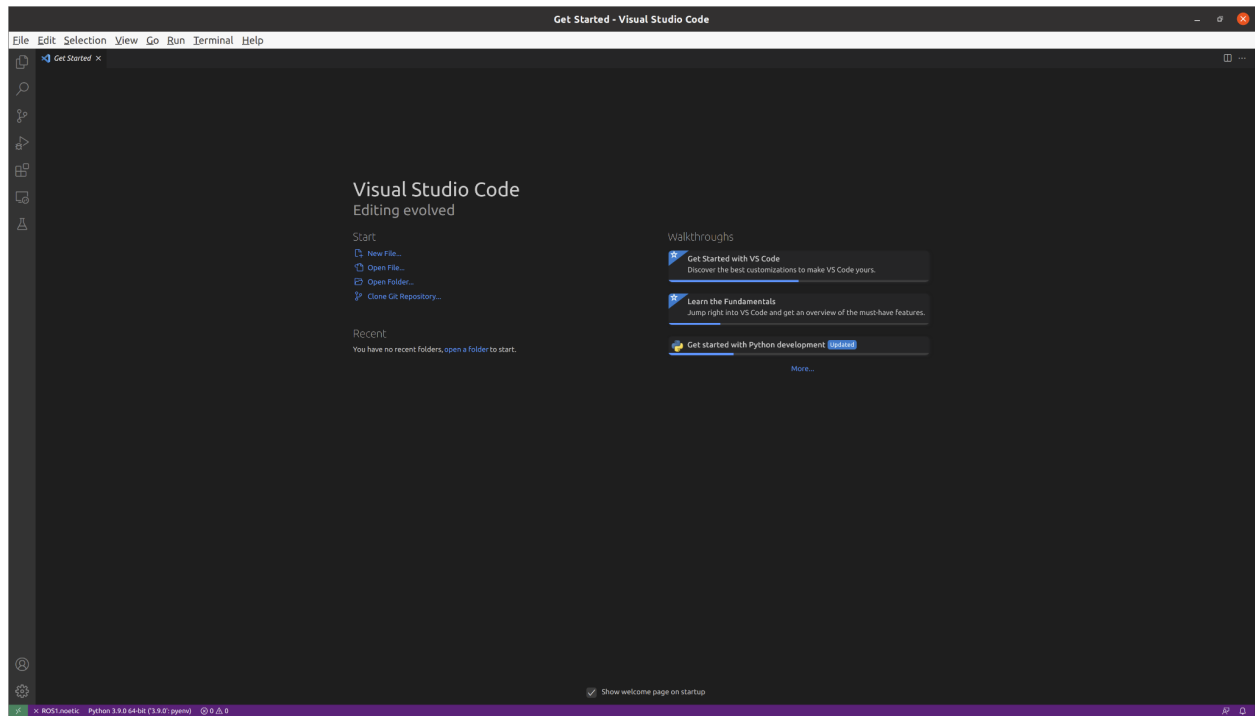 Get Started - Visual Studio Code
File Edit Selection View Go Run Terminal Help
Get Started
Visual Studio Code
Editing evolved
Start
New File...
Open File...
Open Folder...
Clone Git Repository...
Recent
You have no recent folders, open a folder to start.
Walkthroughs
Get Started with VS Code
Discover the best customizations to make VS Code yours.
Learn the Fundamentals
Jump right into VS Code and get an overview of the must-have features.
Get started with Python development Updated
More...
Show welcome page on startup
ROS1.noetic Python 3.9.0 64-bit ('3.9.0': pyenv) 0 0